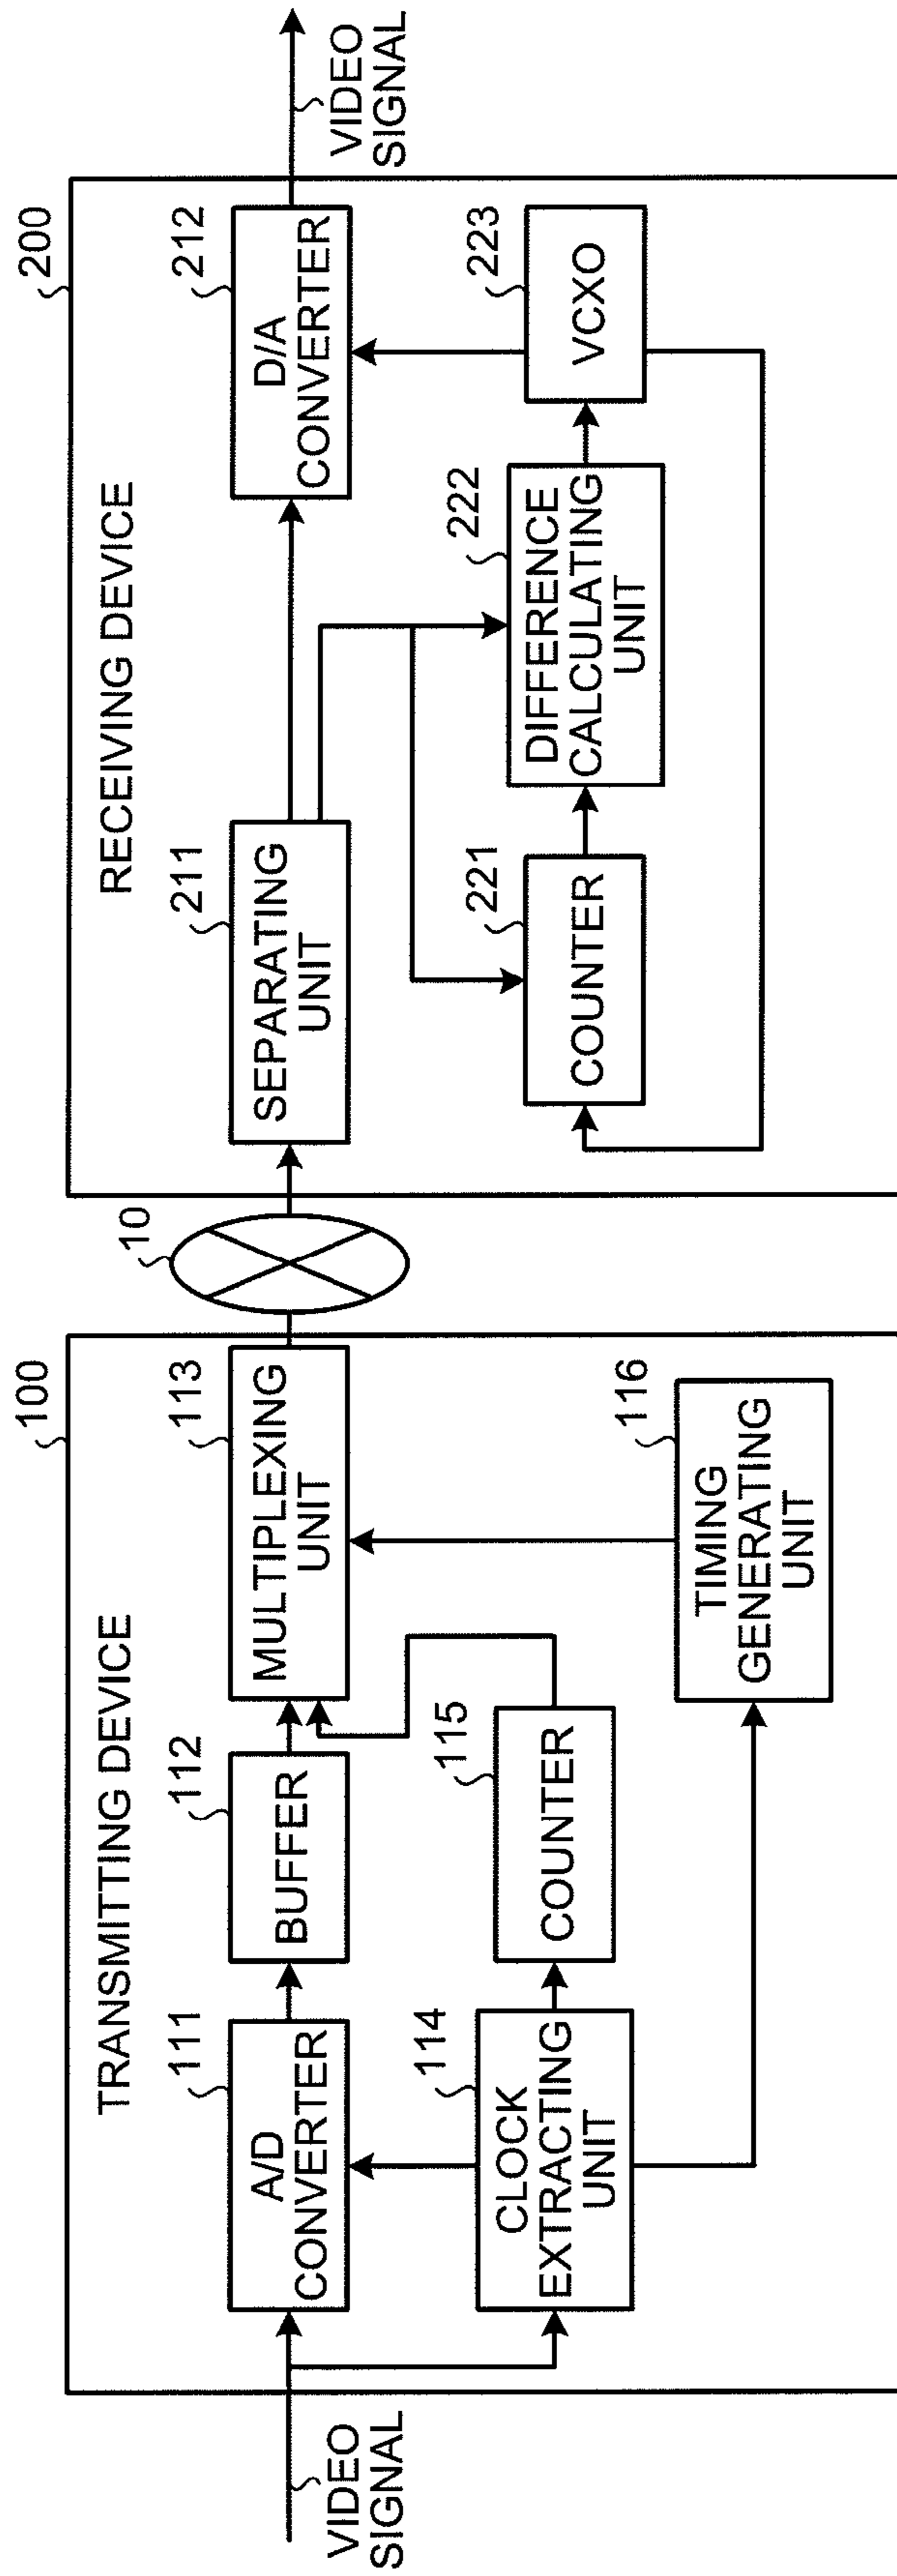 VIDEO
SIGNAL
100
TRANSMITTING DEVICE
111
A/D
CONVERTER
112
BUFFER
113
MULTIPLEXING
UNIT
114
CLOCK
EXTRACTING
UNIT
115
COUNTER
116
TIMING
GENERATING
UNIT
10
200
RECEIVING DEVICE
211
SEPARATING
UNIT
212
D/A
CONVERTER
221
COUNTER
222
DIFFERENCE
CALCULATING
UNIT
223
VCXO
VIDEO
SIGNAL